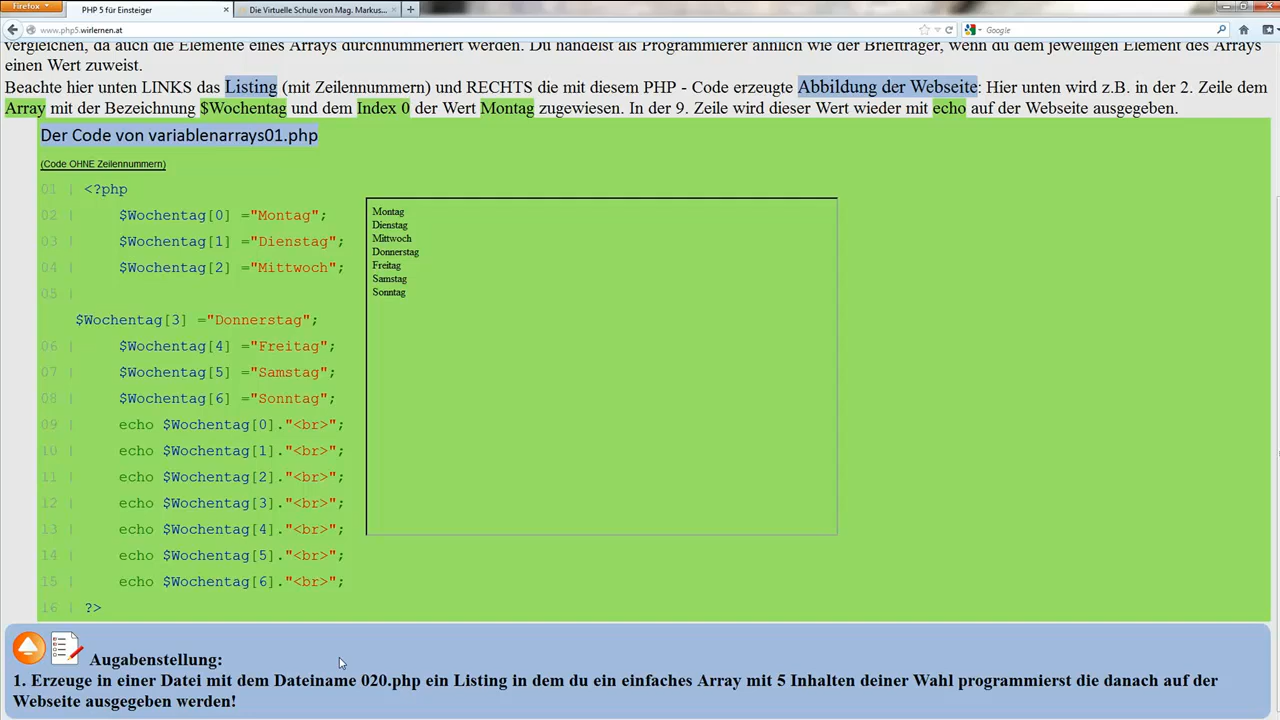 Firefox
PHP 5 für Einsteiger
Die Virtuelle Schule von Mag. Markus...
www.php5.wirlernen.at
Google
vergleichen, da auch die Elemente eines Arrays durchnummeriert werden. Du handelst als Programmierer ähnlich wie der Briefträger, wenn du dem jeweiligen Element des Arrays
einen Wert zuweist.
Beachte hier unten LINKS das Listing (mit Zeilennummern) und RECHTS die mit diesem PHP - Code erzeugte Abbildung der Webseite: Hier unten wird z.B. in der 2. Zeile dem
Array mit der Bezeichnung $Wochentag und dem Index 0 der Wert Montag zugewiesen. In der 9. Zeile wird dieser Wert wieder mit echo auf der Webseite ausgegeben.
Der Code von variablenarrays01.php
(Code OHNE Zeilennummern)
01 | <?php
02 | $Wochentag[0] ="Montag";
03 | $Wochentag[1] ="Dienstag";
04 | $Wochentag[2] ="Mittwoch";
05 |
$Wochentag[3] ="Donnerstag";
06 | $Wochentag[4] ="Freitag";
07 | $Wochentag[5] ="Samstag";
08 | $Wochentag[6] ="Sonntag";
09 | echo $Wochentag[0]."<br>";
10 | echo $Wochentag[1]."<br>";
11 | echo $Wochentag[2]."<br>";
12 | echo $Wochentag[3]."<br>";
13 | echo $Wochentag[4]."<br>";
14 | echo $Wochentag[5]."<br>";
15 | echo $Wochentag[6]."<br>";
16 | ?>
Montag
Dienstag
Mittwoch
Donnerstag
Freitag
Samstag
Sonntag
Augabenstellung:
1. Erzeuge in einer Datei mit dem Dateiname 020.php ein Listing in dem du ein einfaches Array mit 5 Inhalten deiner Wahl programmierst die danach auf der
Webseite ausgegeben werden!